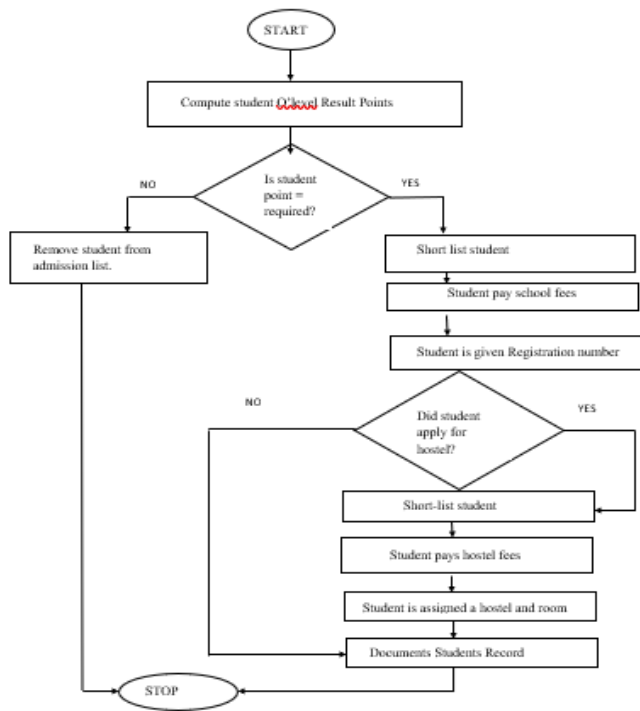 START
Compute student O'level Result Points
Is student
point =
required?
NO
YES
Remove student from
admission list.
Short list student
Student pay school fees
Student is given Registration number
Did student
apply for
hostel?
NO
YES
Short-list student
Student pays hostel fees
Student is assigned a hostel and room
Documents Students Record
STOP